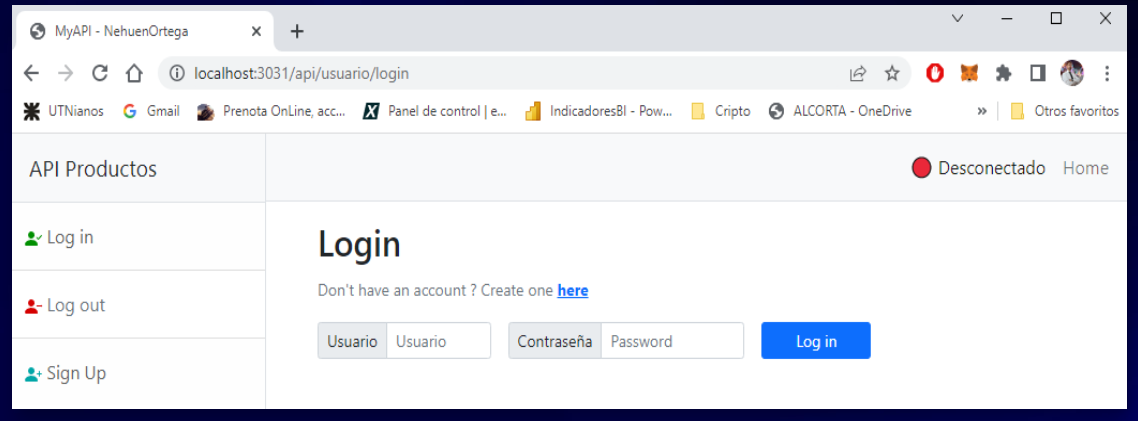 MyAPI - NehuenOrtega
localhost:3031/api/usuario/login
UTNianos Gmail Prenota OnLine, acc... Panel de control | e... IndicadoresBI - Pow... Cripto ALCORTA - OneDrive » Otros favoritos
API Productos
Desconectado Home
Log in
Log out
Sign Up
Login
Don't have an account ? Create one here
Usuario Usuario Contraseña Password Log in